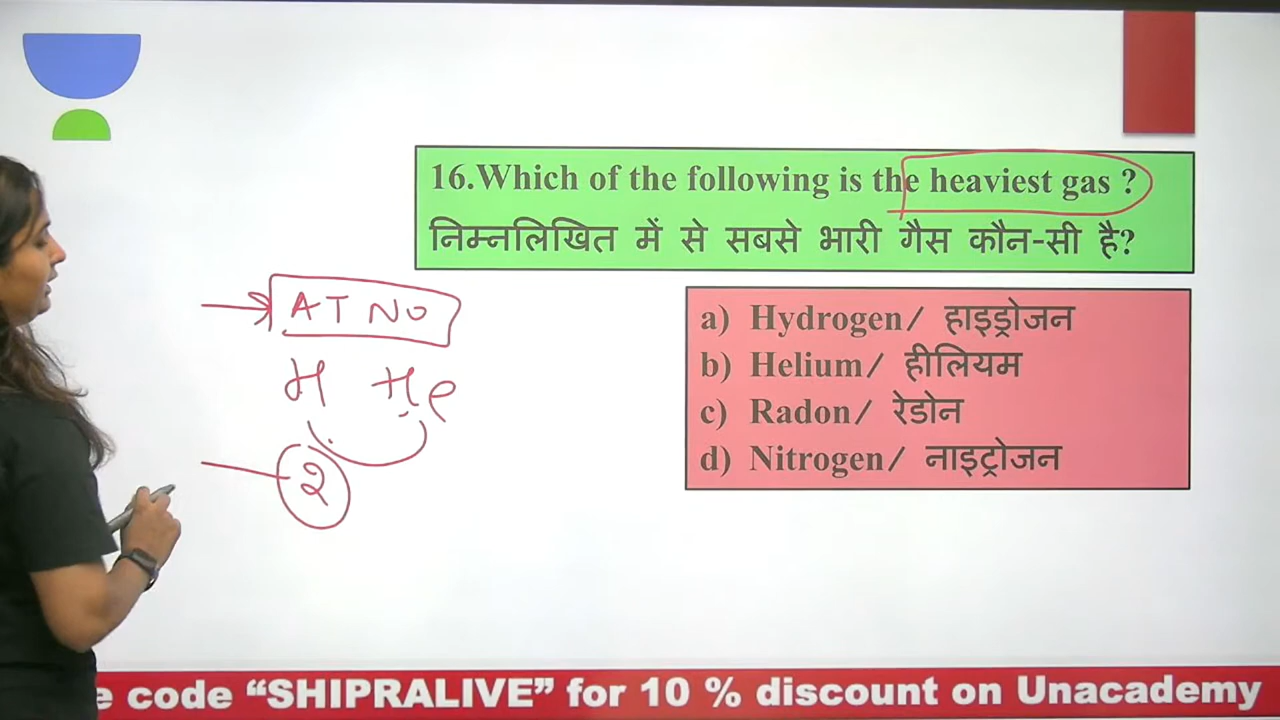 16.Which of the following is the heaviest gas ?
निम्नलिखित में से सबसे भारी गैस कौन-सी है?
AT NO
H He
2
a) Hydrogen/ हाइड्रोजन
b) Helium/ हीलियम
c) Radon/ रेडोन
d) Nitrogen/ नाइट्रोजन
e code “SHIPRALIVE” for 10 % discount on Unacademy